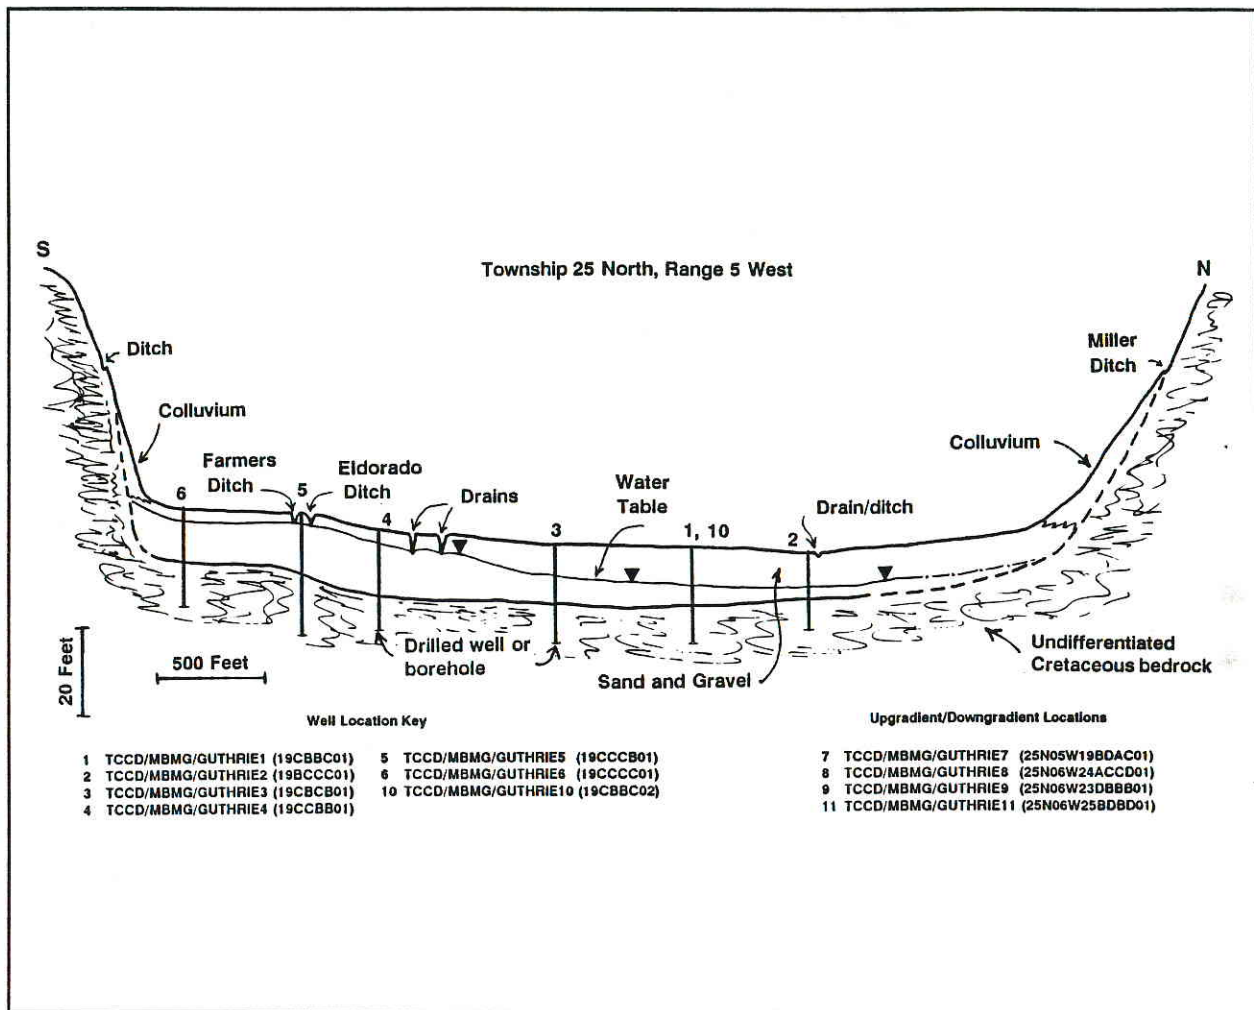 S
N
Township 25 North, Range 5 West
Ditch
Miller
Ditch
Colluvium
Colluvium
Farmers
Ditch
Eldorado
Ditch
Drains
Water
Table
Drain/ditch
6
5
4
3
1, 10
2
Drilled well or
borehole
Sand and Gravel
Undifferentiated
Cretaceous bedrock
20 Feet
500 Feet
Well Location Key
1 TCCD/MBMG/GUTHRIE1 (19CBBC01)
2 TCCD/MBMG/GUTHRIE2 (19BCCC01)
3 TCCD/MBMG/GUTHRIE3 (19CBCB01)
4 TCCD/MBMG/GUTHRIE4 (19CCBB01)
5 TCCD/MBMG/GUTHRIE5 (19CCCB01)
6 TCCD/MBMG/GUTHRIE6 (19CCCC01)
10 TCCD/MBMG/GUTHRIE10 (19CBBC02)
Upgradient/Downgradient Locations
7 TCCD/MBMG/GUTHRIE7 (25N05W19BDAC01)
8 TCCD/MBMG/GUTHRIE8 (25N06W24ACCD01)
9 TCCD/MBMG/GUTHRIE9 (25N06W23DBBB01)
11 TCCD/MBMG/GUTHRIE11 (25N06W25BDBD01)